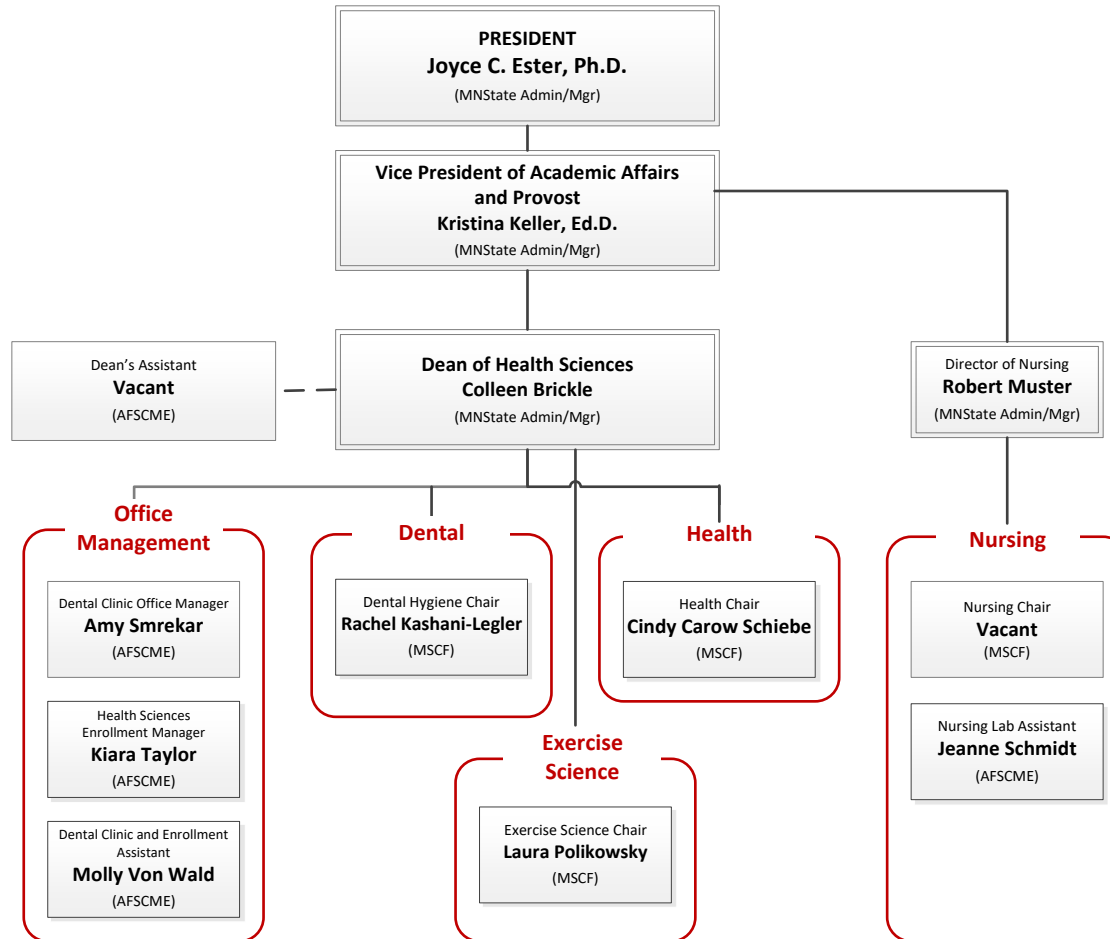 PRESIDENT
Joyce C. Ester, Ph.D.
(MNState Admin/Mgr)
Vice President of Academic Affairs
and Provost
Kristina Keller, Ed.D.
(MNState Admin/Mgr)
Dean's Assistant
Vacant
(AFSCME)
Dean of Health Sciences
Colleen Brickle
(MNState Admin/Mgr)
Director of Nursing
Robert Muster
(MNState Admin/Mgr)
Office
Management
Dental Clinic Office Manager
Amy Smrekar
(AFSCME)
Health Sciences
Enrollment Manager
Kiara Taylor
(AFSCME)
Dental Clinic and Enrollment
Assistant
Molly Von Wald
(AFSCME)
Dental
Dental Hygiene Chair
Rachel Kashani-Legler
(MSCF)
Exercise
Science
Exercise Science Chair
Laura Polikowsky
(MSCF)
Health
Health Chair
Cindy Carow Schiebe
(MSCF)
Nursing
Nursing Chair
Vacant
(MSCF)
Nursing Lab Assistant
Jeanne Schmidt
(AFSCME)